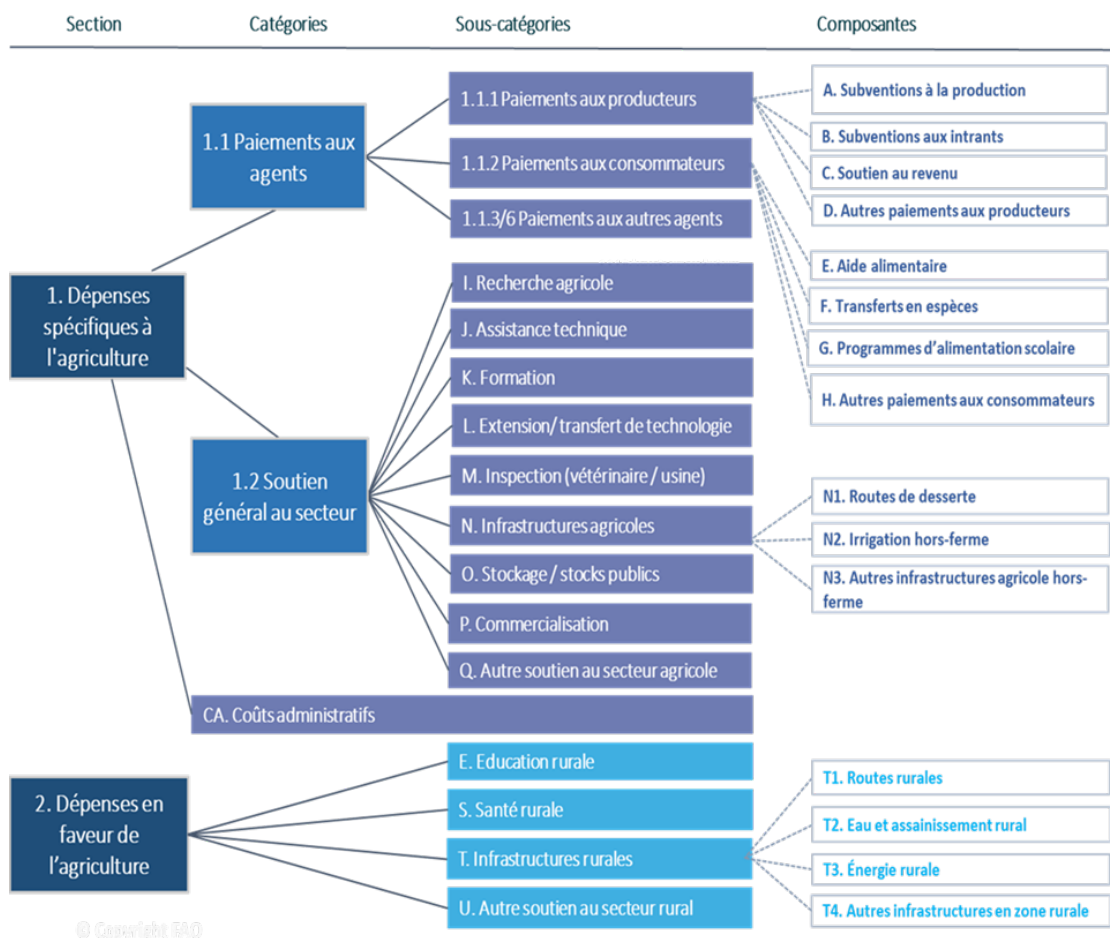 Section
Catégories
Sous-catégories
Composantes
1. Dépenses
spécifiques à
l'agriculture
1.1 Paiements aux
agents
1.1.1 Paiements aux producteurs
A. Subventions à la production
B. Subventions aux intrants
C. Soutien au revenu
D. Autres paiements aux producteurs
1.1.2 Paiements aux consommateurs
E. Aide alimentaire
F. Transferts en espèces
G. Programmes d'alimentation scolaire
H. Autres paiements aux consommateurs
1.1.3/6 Paiements aux autres agents
1.2 Soutien
général au secteur
I. Recherche agricole
J. Assistance technique
K. Formation
L. Extension/ transfert de technologie
M. Inspection (vétérinaire / usine)
N. Infrastructures agricoles
N1. Routes de desserte
N2. Irrigation hors-ferme
N3. Autres infrastructures agricole hors-
ferme
O. Stockage / stocks publics
P. Commercialisation
Q. Autre soutien au secteur agricole
CA. Coûts administratifs
2. Dépenses en
faveur de
l’agriculture
E. Education rurale
S. Santé rurale
T. Infrastructures rurales
T1. Routes rurales
T2. Eau et assainissement rural
T3. Énergie rurale
T4. Autres infrastructures en zone rurale
U. Autre soutien au secteur rural
© Copyright FAO